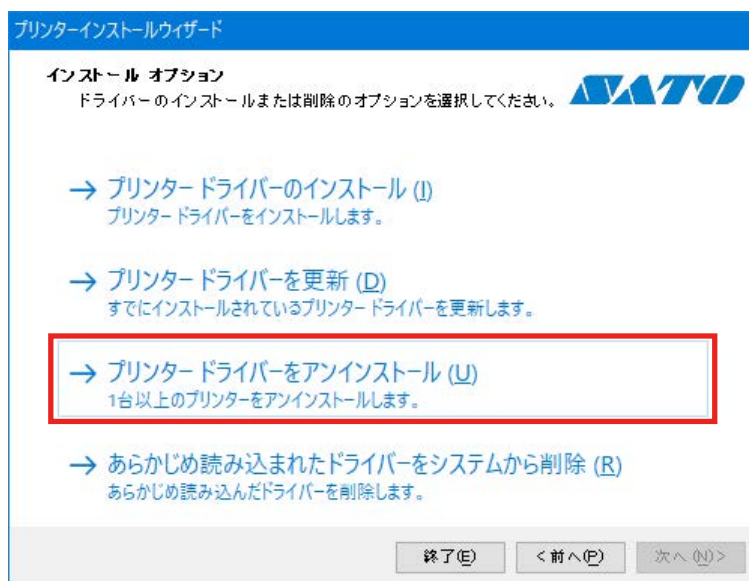 プリンターインストールウィザード
インストール オプション
ドライバーのインストールまたは削除のオプションを選択してください。
SATO
→ プリンター ドライバーのインストール (I)
プリンター ドライバーをインストールします。
→ プリンター ドライバーを更新 (D)
すでにインストールされているプリンター ドライバーを更新します。
→ プリンター ドライバーをアンインストール (U)
1台以上のプリンターをアンインストールします。
→ あらかじめ読み込まれたドライバーをシステムから削除 (R)
あらかじめ読み込んだドライバーを削除します。
終了(E) <前へ(P) 次へ(N)>